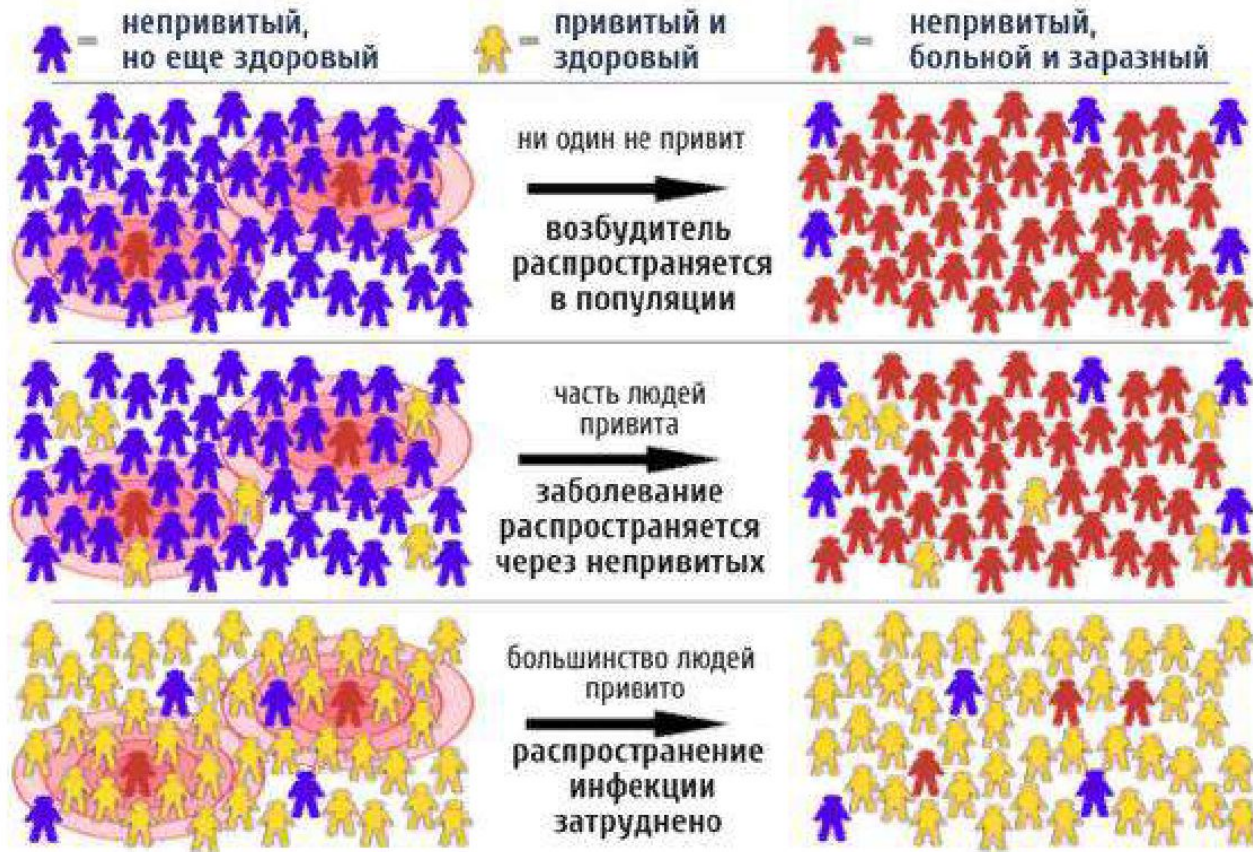 – непривитый,
но еще здоровый
– привитый и
здоровый
– непривитый,
больной и заразный
ни один не привит
возбудитель
распространяется
в популяции
часть людей
привита
заболевание
распространяется
через непривитых
большинство людей
привито
распространение
инфекции
затруднено